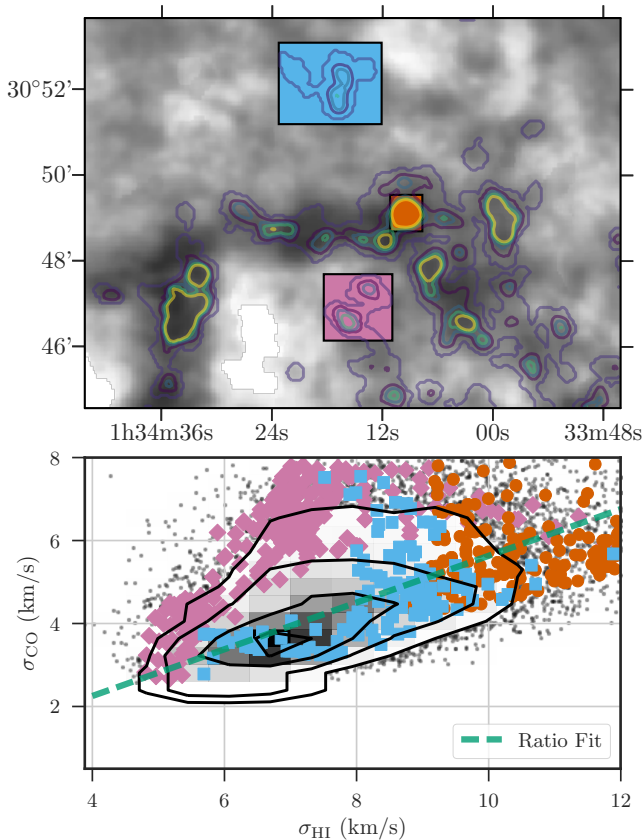 30°52'
50'
48'
46'
1h34m36s
24s
12s
00s
33m48s
8
6
4
2
σCO (km/s)
Ratio Fit
4
6
8
10
12
σHI (km/s)